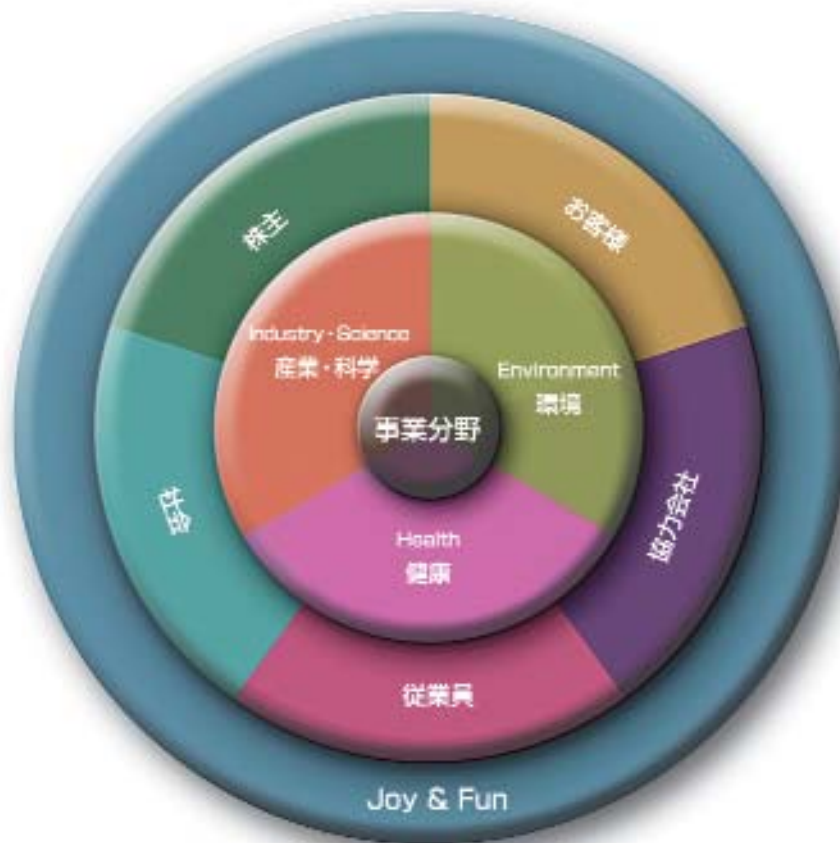 株主
お客様
Industry・Science
産業・科学
Environment
環境
事業分野
社会
協力会社
Health
健康
従業員
Joy & Fun